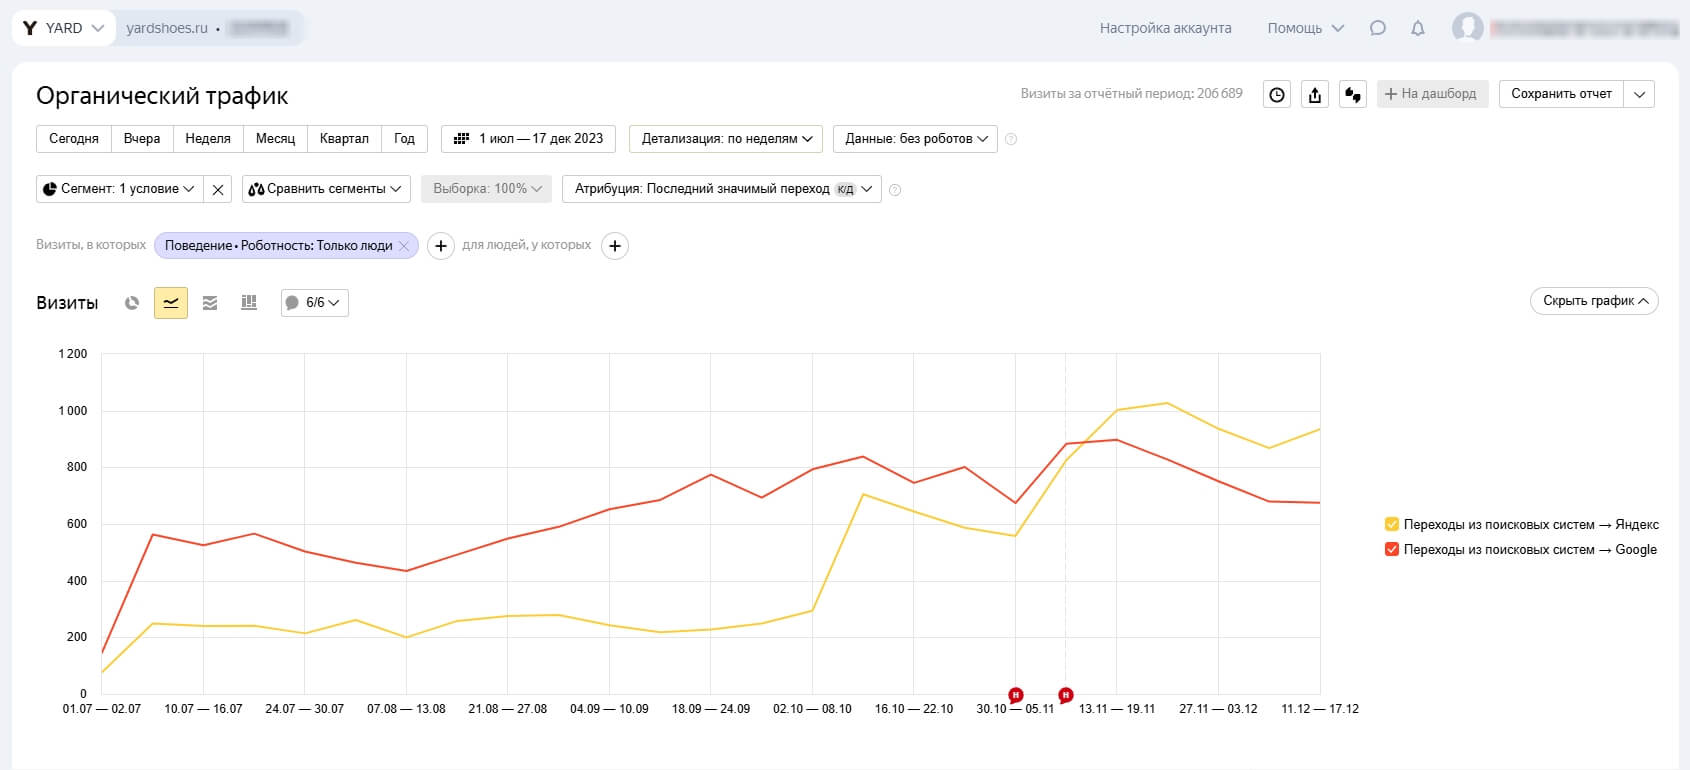 YARD yardshoes.ru •
Настройка аккаунта Помощь
Органический трафик
Визиты за отчётный период: 206 689
На дашборд
Сохранить отчет
Сегодня Вчера Неделя Месяц Квартал Год
1 июл — 17 дек 2023
Детализация: по неделям
Данные: без роботов
?
Сегмент: 1 условие
Сравнить сегменты
Выборка: 100%
Атрибуция: Последний значимый переход к/д
?
Визиты, в которых Поведение • Роботность: Только люди + для людей, у которых +
Визиты
6/6
Скрыть график
1 200
1 000
800
600
400
200
0
Н Н
01.07 — 02.07 10.07 — 16.07 24.07 — 30.07 07.08 — 13.08 21.08 — 27.08 04.09 — 10.09 18.09 — 24.09 02.10 — 08.10 16.10 — 22.10 30.10 — 05.11 13.11 — 19.11 27.11 — 03.12 11.12 — 17.12
Переходы из поисковых систем → Яндекс
Переходы из поисковых систем → Google